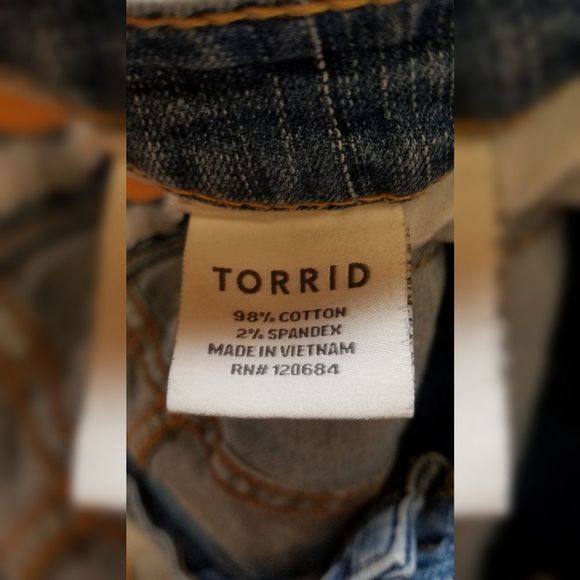 TORRID
98% COTTON
2% SPANDEX
MADE IN VIETNAM
RN# 120684